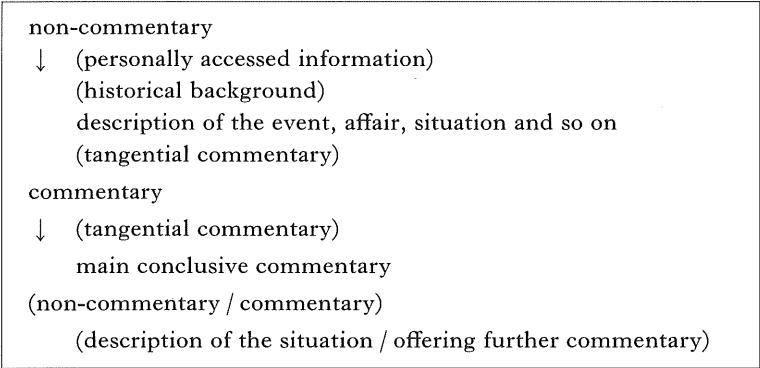 non-commentary
↓ (personally accessed information)
(historical background)
description of the event, affair, situation and so on
(tangential commentary)
commentary
↓ (tangential commentary)
main conclusive commentary
(non-commentary / commentary)
(description of the situation / offering further commentary)